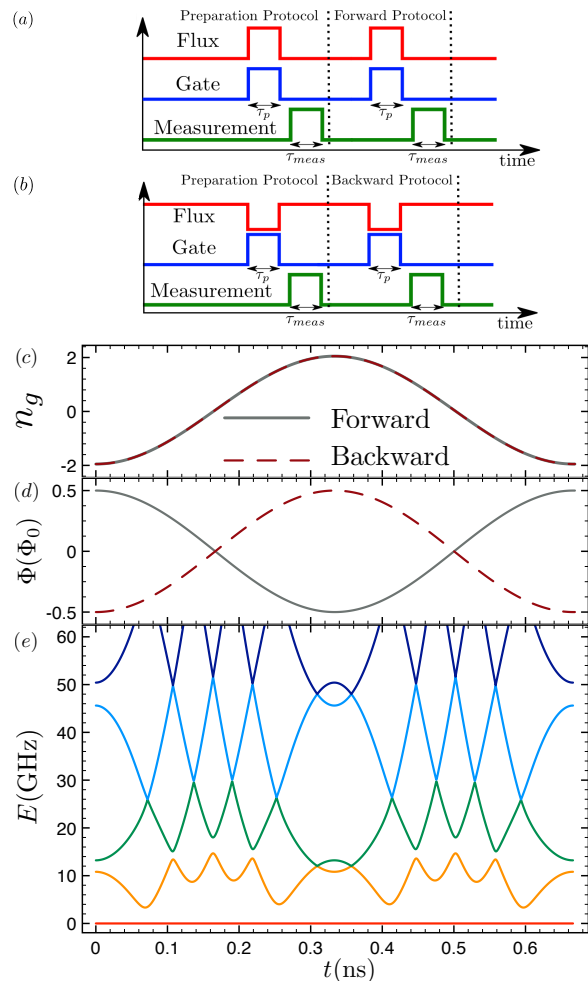 (a)
Preparation Protocol Forward Protocol
Flux
Gate
τp τp
Measurement
τmeas τmeas
time
(b)
Preparation Protocol Backward Protocol
Flux
Gate
τp τp
Measurement
τmeas τmeas
time
(c)
2
0
-2
ng
Forward
Backward
(d)
0.5
0
-0.5
Φ(Φ0)
(e)
60
50
40
30
20
10
0
E(GHz)
0 0.1 0.2 0.3 0.4 0.5 0.6
t(ns)